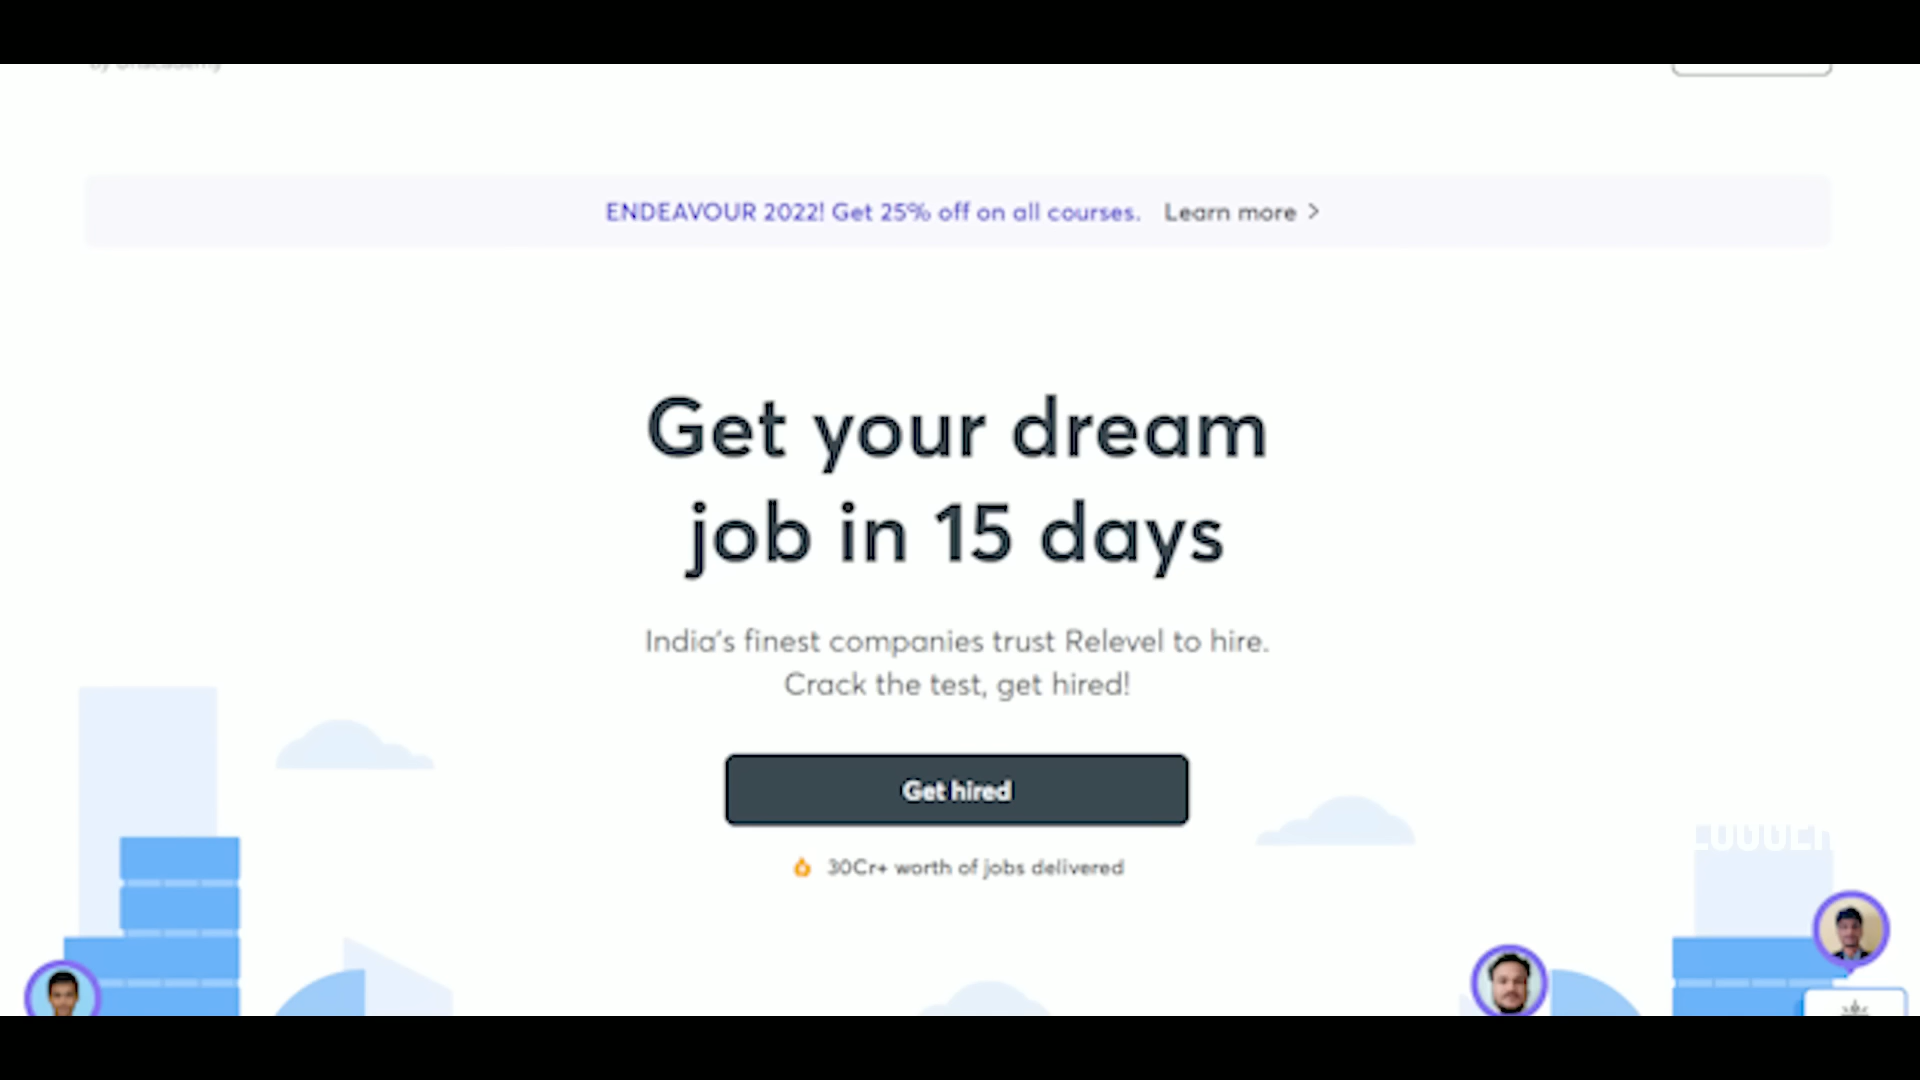 ENDEAVOUR 2022! Get 25% off on all courses. Learn more >
Get your dream
job in 15 days
India's finest companies trust Relevel to hire.
Crack the test, get hired!
Get hired
30Cr+ worth of jobs delivered